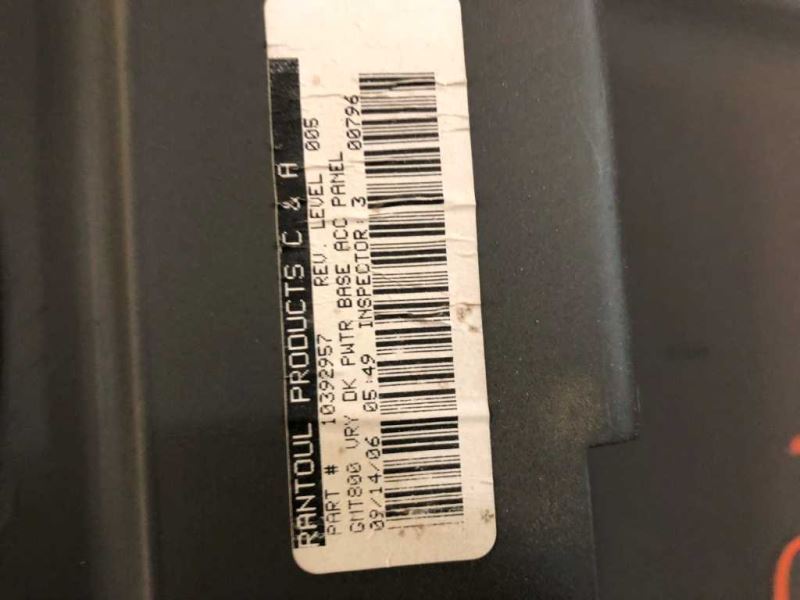 RANTOUL PRODUCTS C & A
PART # 10392957 REV. LEVEL 005
GMT800 VRY DK PWTR BASE ACC PANEL
09/14/06 05:49 INSPECTOR: 3 00796